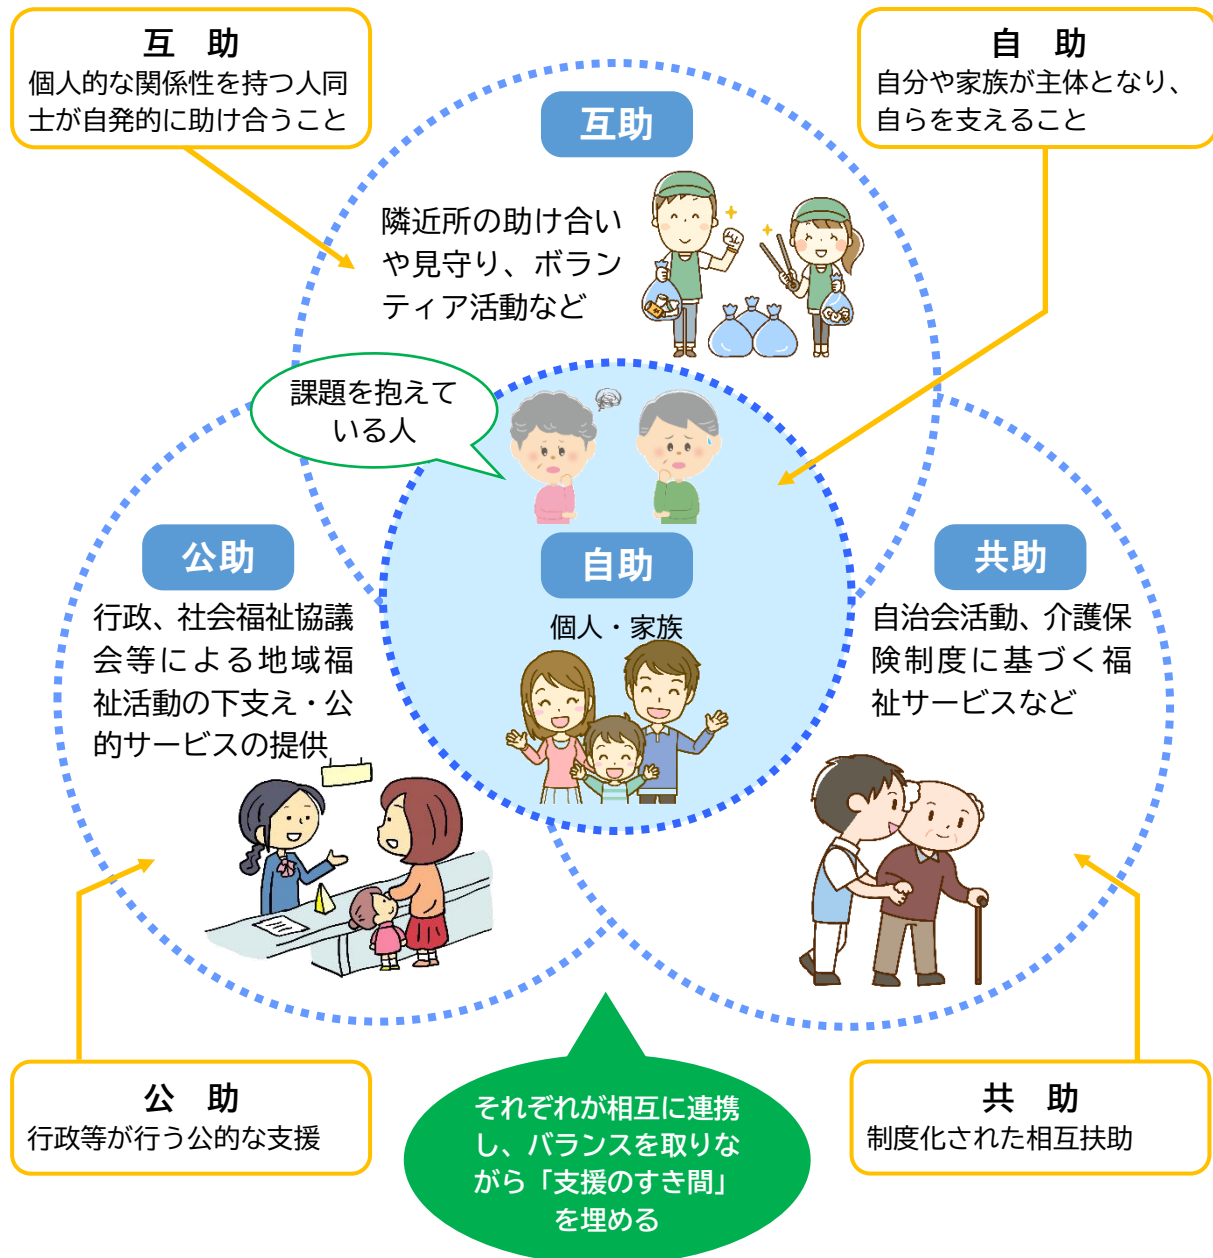 互　助
個人的な関係性を持つ人同
士が自発的に助け合うこと
自　助
自分や家族が主体となり、
自らを支えること
互助
隣近所の助け合い
や見守り、ボラン
ティア活動など
課題を抱えて
いる人
公助
行政、社会福祉協議
会等による地域福
祉活動の下支え・公
的サービスの提供
自助
個人・家族
共助
自治会活動、介護保
険制度に基づく福
祉サービスなど
公　助
行政等が行う公的な支援
それぞれが相互に連携
し、バランスを取りな
がら「支援のすき間」
を埋める
共　助
制度化された相互扶助